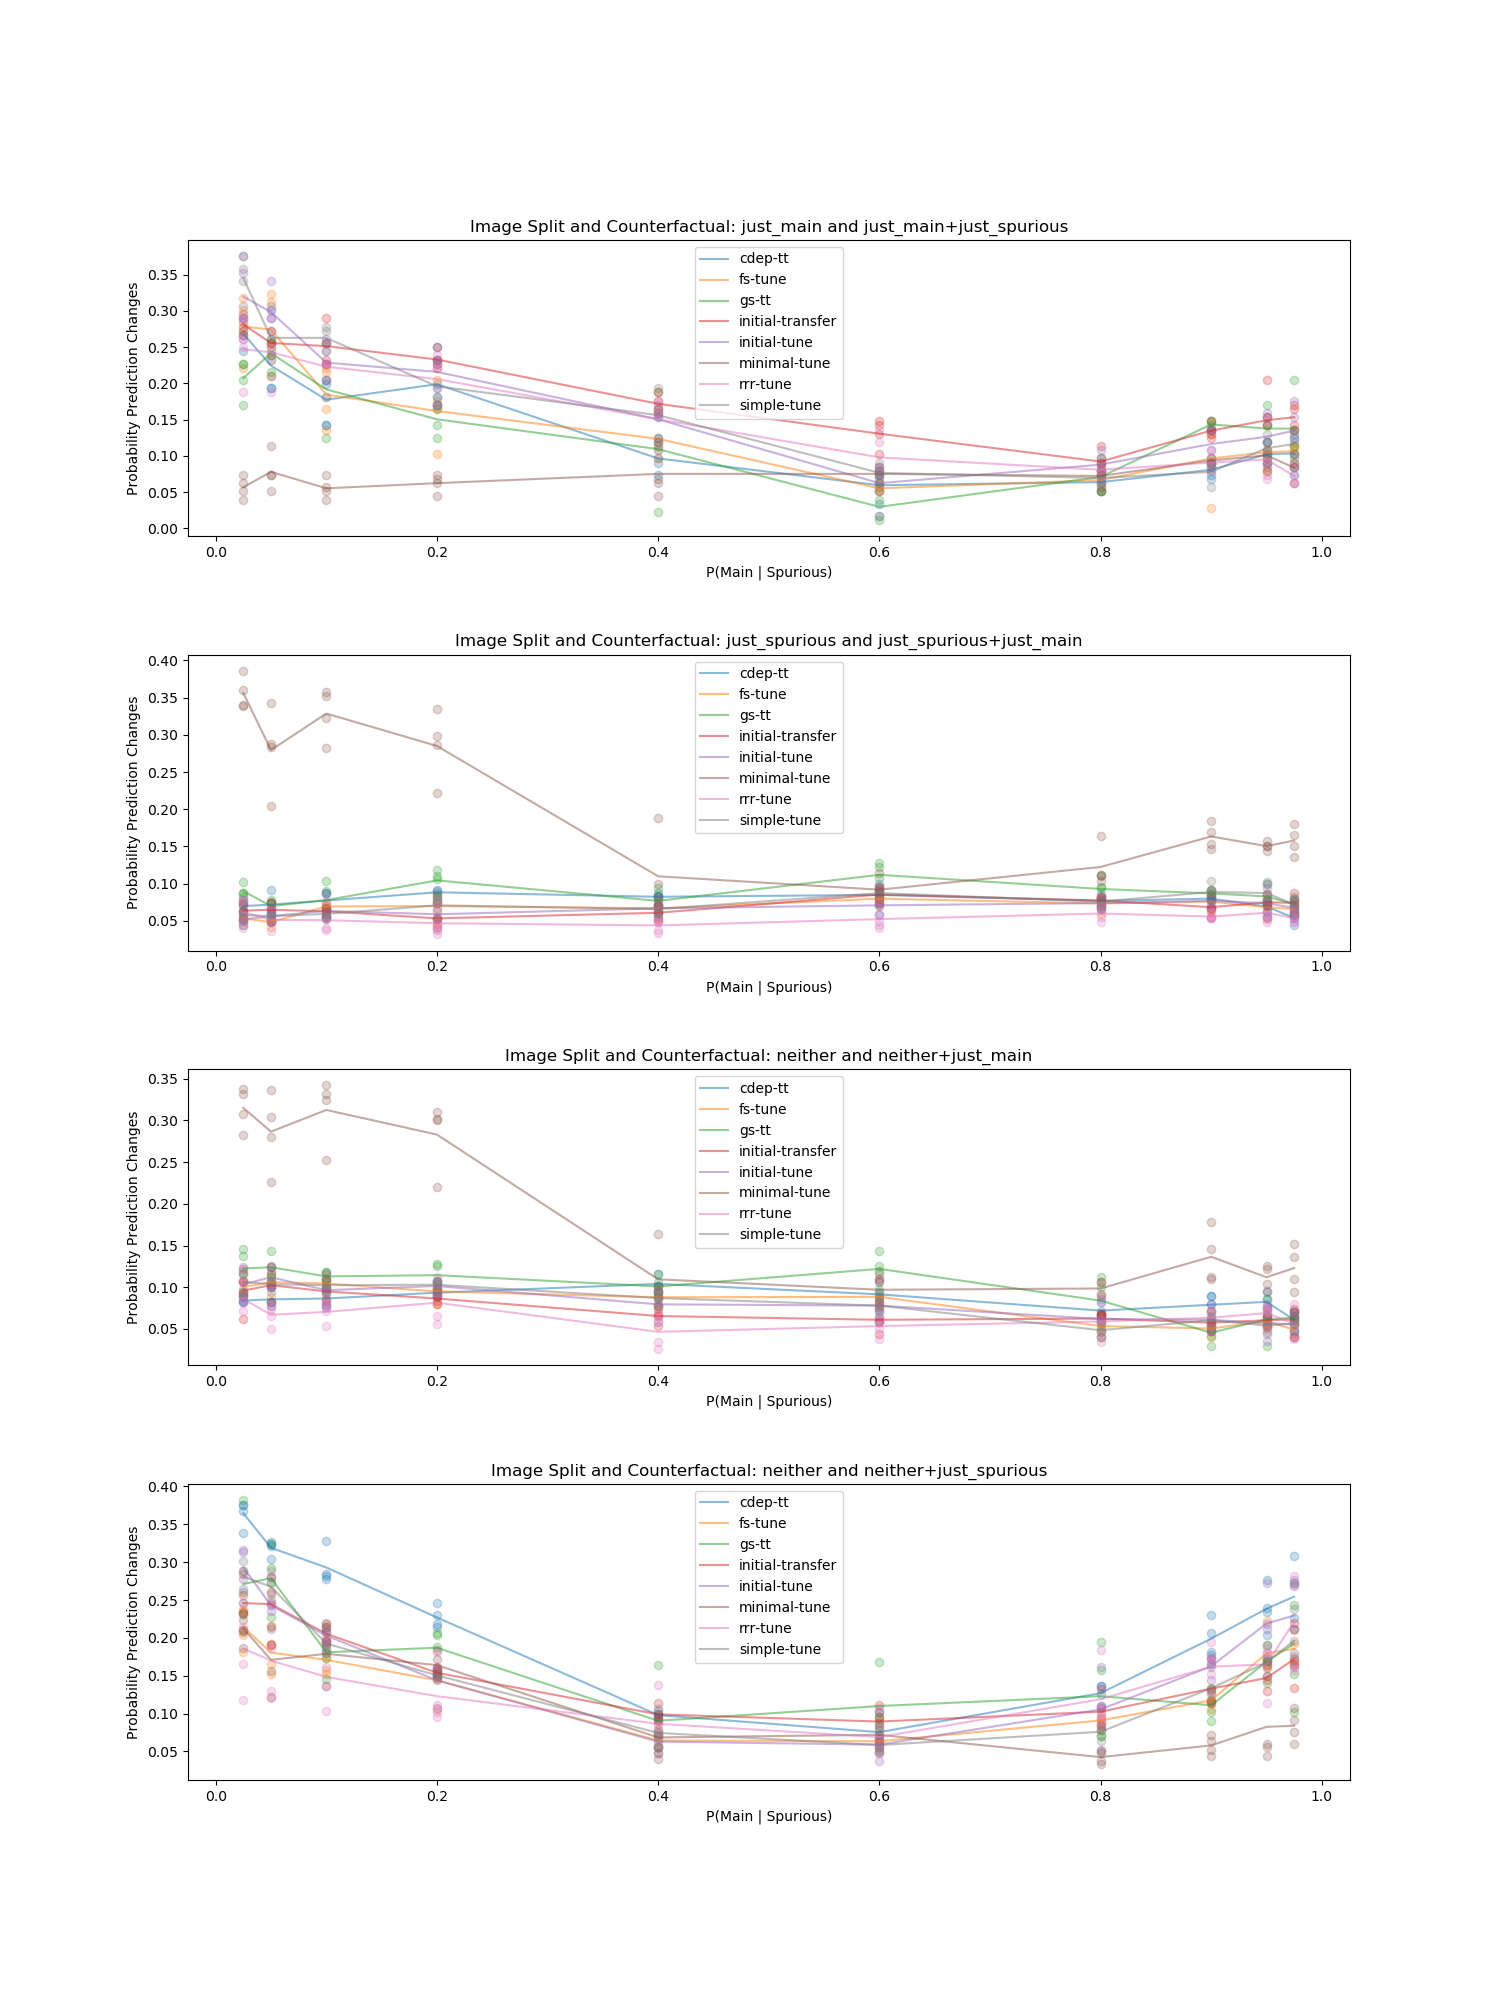 Image Split and Counterfactual: just_main and just_main+just_spurious
Probability Prediction Changes
0.35
0.30
0.25
0.20
0.15
0.10
0.05
0.00
cdep-tt
fs-tune
gs-tt
initial-transfer
initial-tune
minimal-tune
rrr-tune
simple-tune
0.0 0.2 0.4 0.6 0.8 1.0
P(Main | Spurious)
Image Split and Counterfactual: just_spurious and just_spurious+just_main
Probability Prediction Changes
0.40
0.35
0.30
0.25
0.20
0.15
0.10
0.05
cdep-tt
fs-tune
gs-tt
initial-transfer
initial-tune
minimal-tune
rrr-tune
simple-tune
0.0 0.2 0.4 0.6 0.8 1.0
P(Main | Spurious)
Image Split and Counterfactual: neither and neither+just_main
Probability Prediction Changes
0.35
0.30
0.25
0.20
0.15
0.10
0.05
cdep-tt
fs-tune
gs-tt
initial-transfer
initial-tune
minimal-tune
rrr-tune
simple-tune
0.0 0.2 0.4 0.6 0.8 1.0
P(Main | Spurious)
Image Split and Counterfactual: neither and neither+just_spurious
Probability Prediction Changes
0.40
0.35
0.30
0.25
0.20
0.15
0.10
0.05
cdep-tt
fs-tune
gs-tt
initial-transfer
initial-tune
minimal-tune
rrr-tune
simple-tune
0.0 0.2 0.4 0.6 0.8 1.0
P(Main | Spurious)